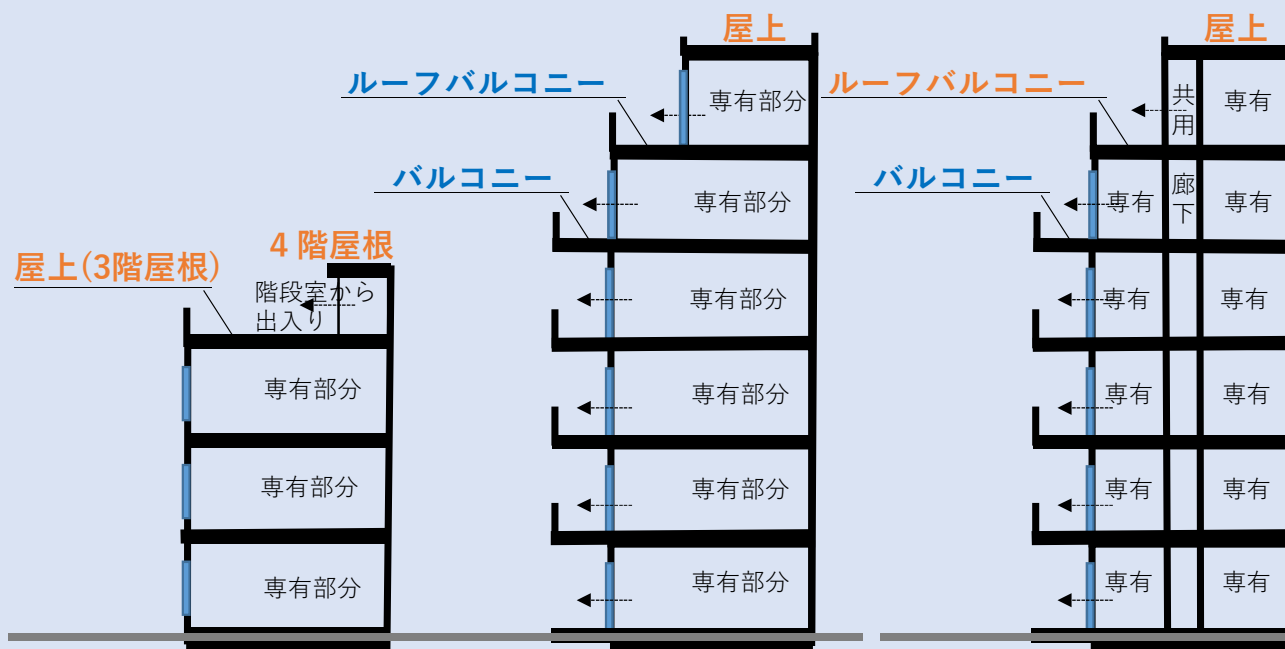 屋上(3階屋根)
4 階屋根
階段室から
出入り
専有部分
専有部分
専有部分
屋上
ルーフバルコニー
専有部分
バルコニー
専有部分
専有部分
専有部分
専有部分
専有部分
屋上
ルーフバルコニー
共用
専有
バルコニー
専有
廊下
専有
専有
専有
専有
専有
専有
専有
専有
専有